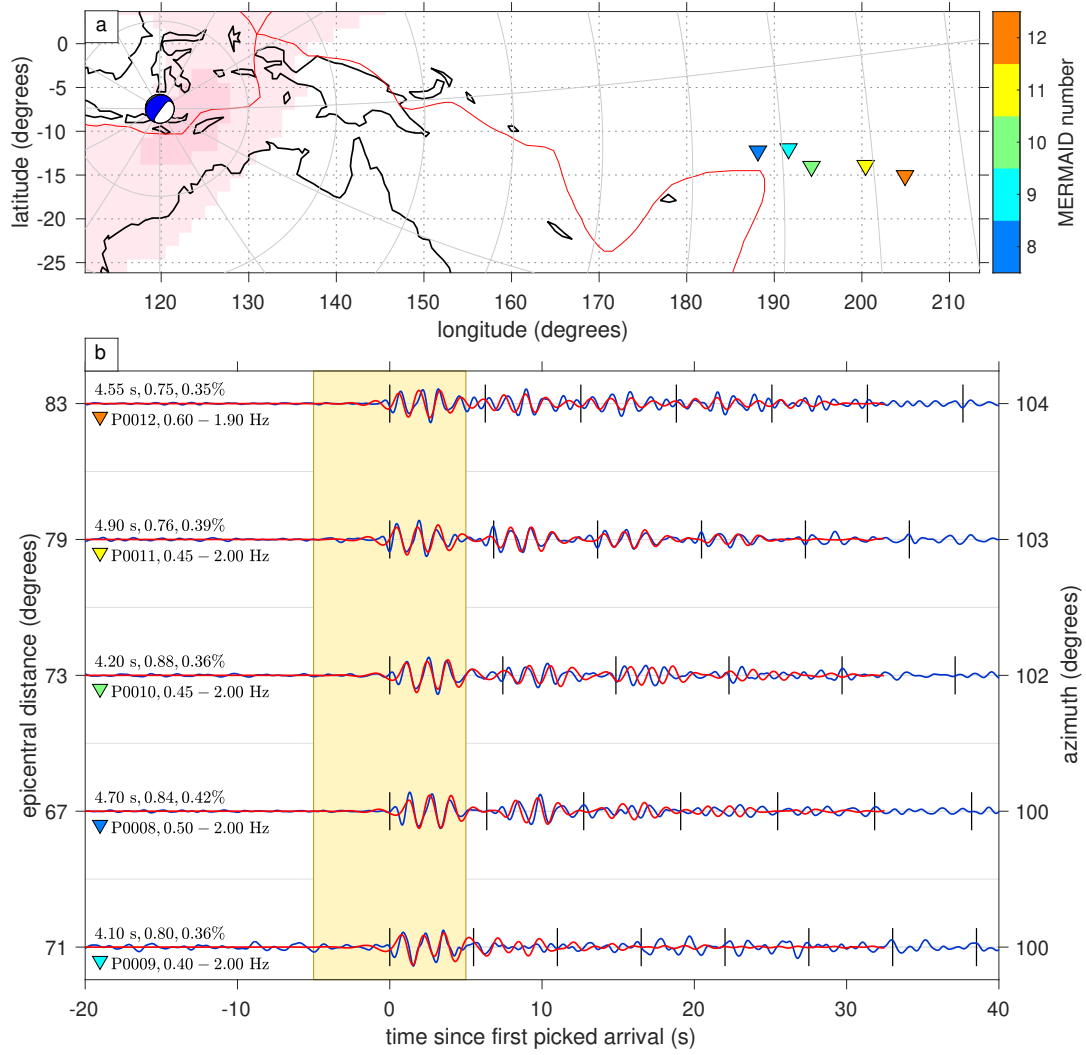 a
0
-5
-10
-15
-20
-25
latitude (degrees)
120 130 140 150 160 170 180 190 200 210
longitude (degrees)
12
11
10
9
8
MERMAID number
b
4.55 s, 0.75, 0.35%
83 104
P0012, 0.60 − 1.90 Hz
4.90 s, 0.76, 0.39%
79 103
P0011, 0.45 − 2.00 Hz
4.20 s, 0.88, 0.36%
73 102
P0010, 0.45 − 2.00 Hz
4.70 s, 0.84, 0.42%
67 100
P0008, 0.50 − 2.00 Hz
4.10 s, 0.80, 0.36%
71 100
P0009, 0.40 − 2.00 Hz
epicentral distance (degrees)
azimuth (degrees)
-20 -10 0 10 20 30 40
time since first picked arrival (s)